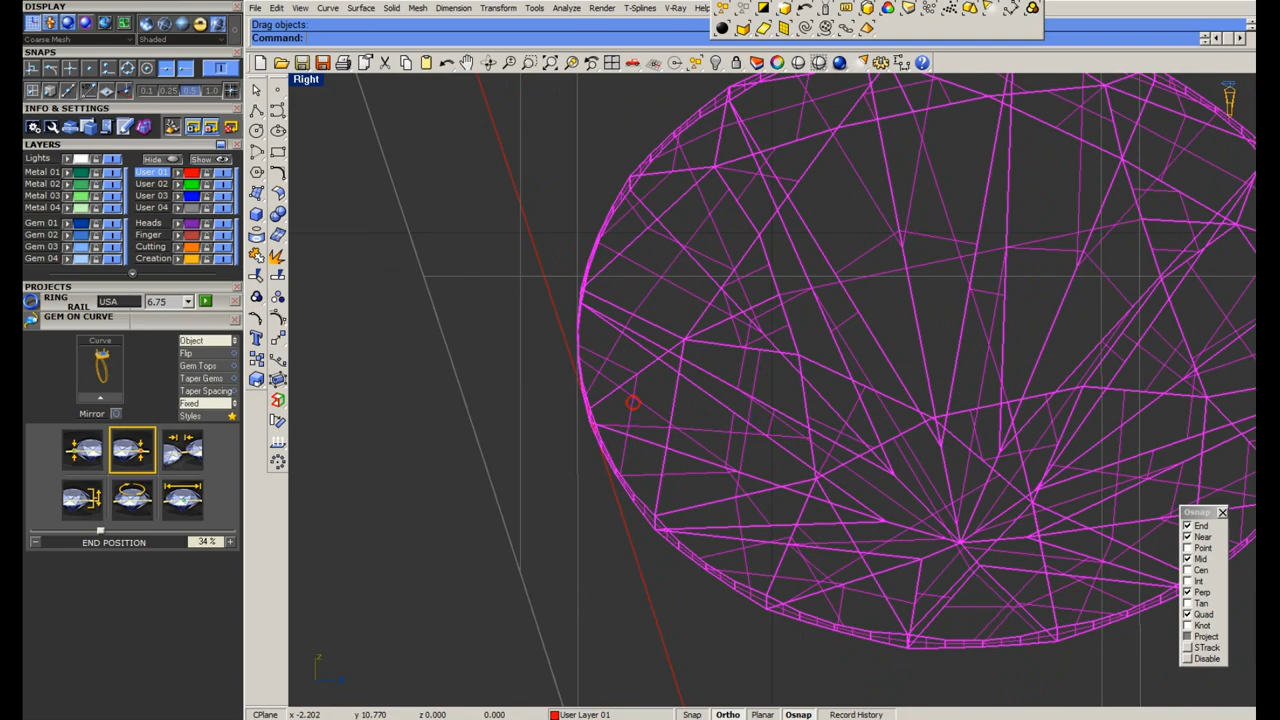 DISPLAY
Coarse Mesh
Shaded
SNAPS
0.1 0.25 0.5 1.0
INFO & SETTINGS
LAYERS
Lights
Hide
Show
Metal 01
User 01
Metal 02
User 02
Metal 03
User 03
Metal 04
User 04
Gem 01
Heads
Gem 02
Finger
Gem 03
Cutting
Gem 04
Creation
PROJECTS
RING RAIL
USA
6.75
GEM ON CURVE
Curve
Object
Flip
Gem Tops
Taper Gems
Taper Spacing
Fixed
Mirror
Styles
END POSITION
34 %
File Edit View Curve Surface Solid Mesh Dimension Transform Tools Analyze Render T-Splines V-Ray Help
Drag objects:
Command:
Right
z
Osnap
End
Near
Point
Mid
Cen
Int
Perp
Tan
Quad
Knot
Project
STrack
Disable
CPlane x -2.202 y 10.770 z 0.000 0.000 User Layer 01 Snap Ortho Planar Osnap Record History